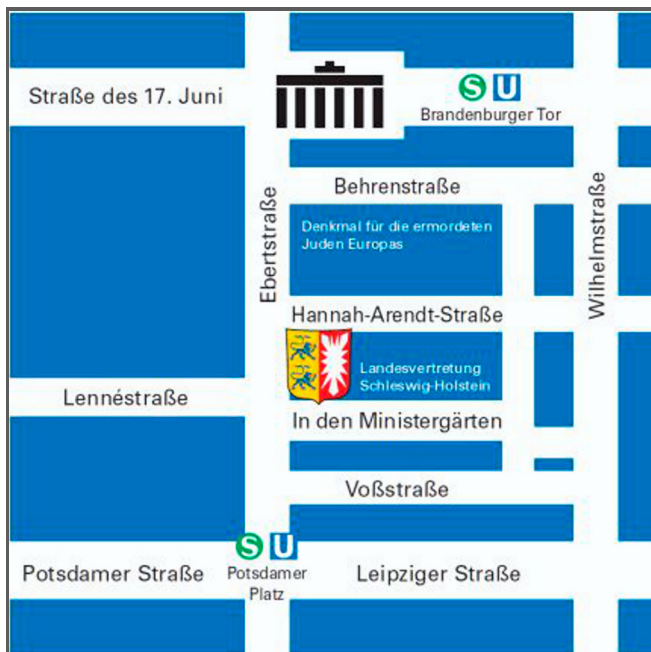 Straße des 17. Juni
S U
Brandenburger Tor
Behrenstraße
Ebertstraße
Wilhelmstraße
Denkmal für die ermordeten
Juden Europas
Hannah-Arendt-Straße
Landesvertretung
Schleswig-Holstein
Lennéstraße
In den Ministergärten
Voßstraße
S U
Potsdamer Straße
Potsdamer
Platz
Leipziger Straße